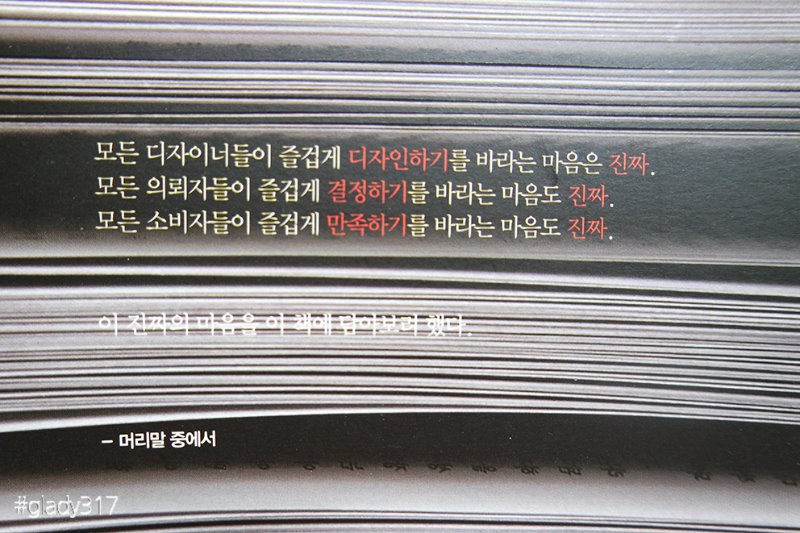 모든 디자이너들이 즐겁게 디자인하기를 바라는 마음은 진짜.
모든 의뢰자들이 즐겁게 결정하기를 바라는 마음도 진짜.
모든 소비자들이 즐겁게 만족하기를 바라는 마음도 진짜.
이 진짜의 마음을 이 책에 담아보려 했다.
– 머리말 중에서
#glady317